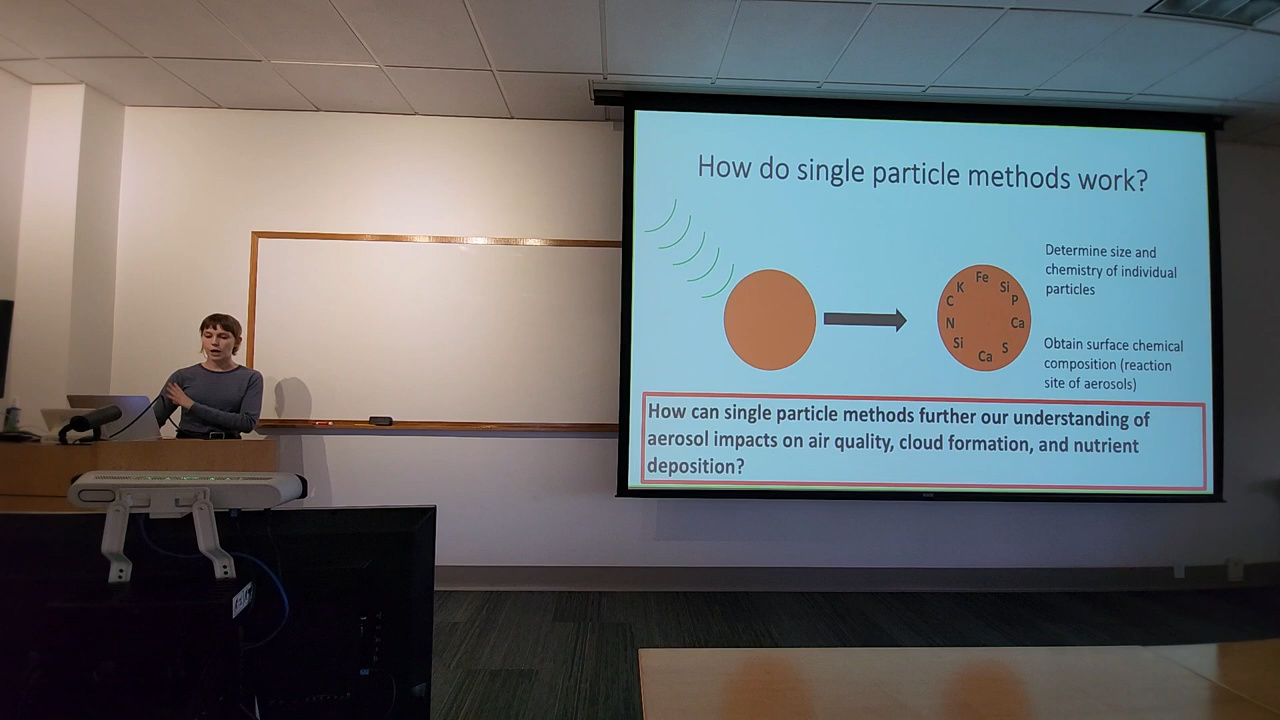 How do single particle methods work?
Fe
K
Si
C
P
N
Ca
Si
S
Ca
Determine size and
chemistry of individual
particles
Obtain surface chemical
composition (reaction
site of aerosols)
How can single particle methods further our understanding of
aerosol impacts on air quality, cloud formation, and nutrient
deposition?